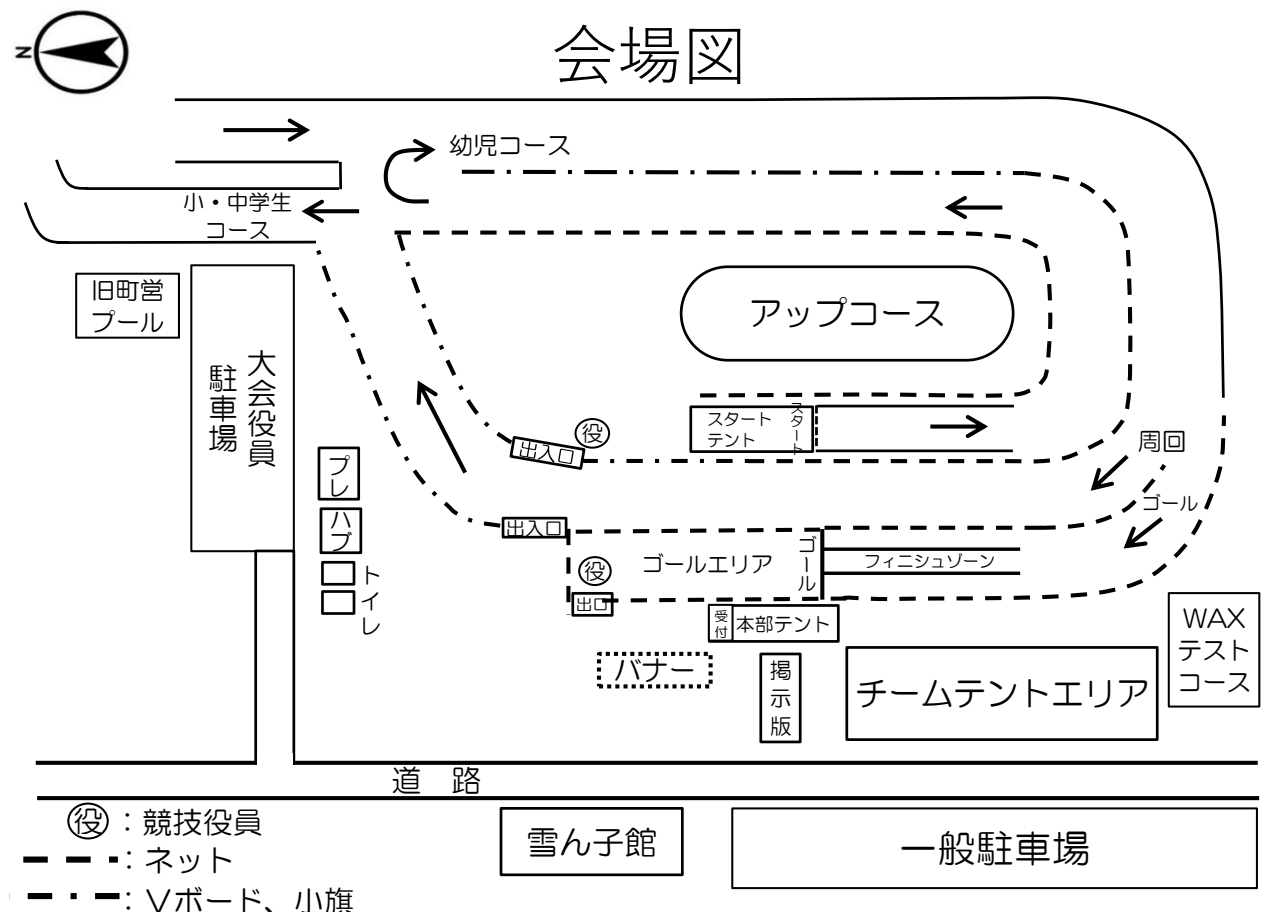 会場図
N
幼児コース
小・中学生
コース
旧町営
プール
アップコース
大会役員
駐車場
スタート
テント
スタート
役
出入口
周回
ゴール
プレ
ハブ
トイレ
出入口
役
出口
ゴールエリア
ゴール
フィニシュゾーン
受付
本部テント
バナー
掲示版
チームテントエリア
WAX
テスト
コース
道 路
役：競技役員
：ネット
：Vボード、小旗
雪ん子館
一般駐車場